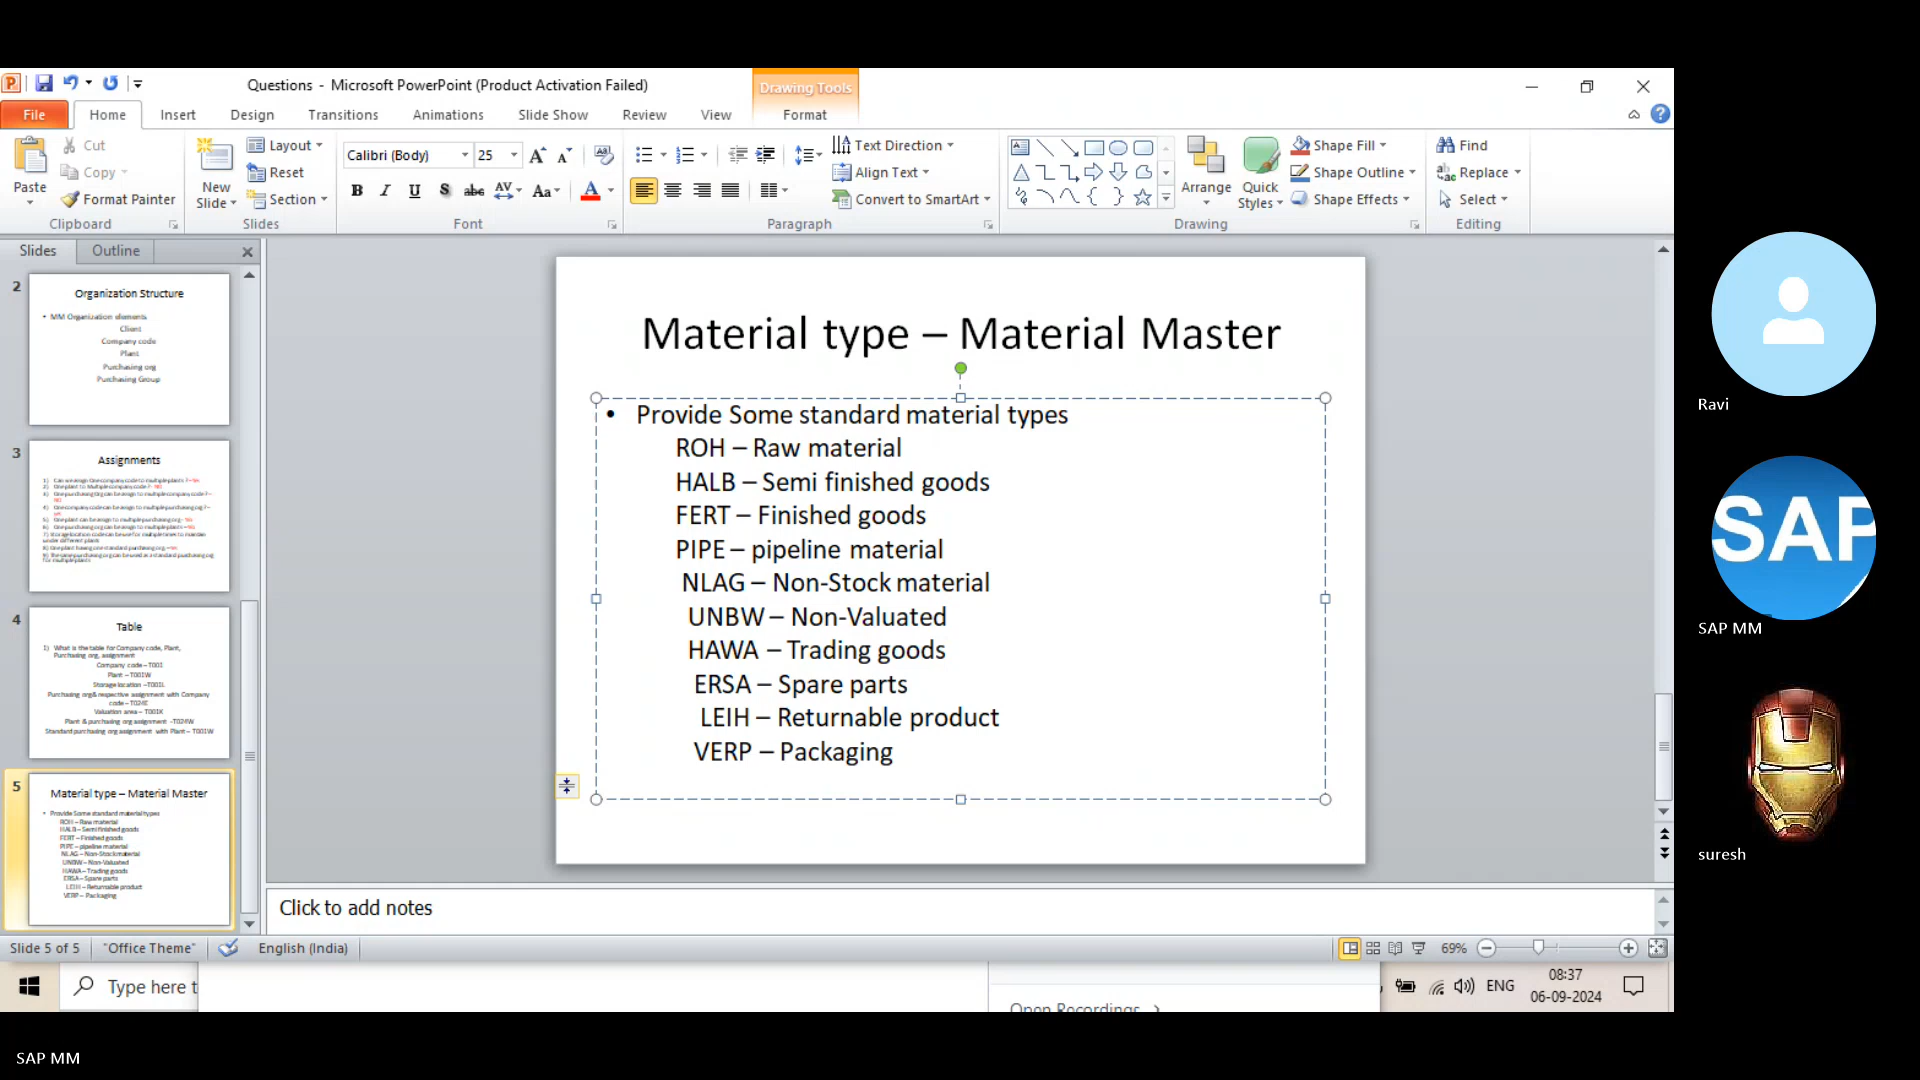 Questions - Microsoft PowerPoint (Product Activation Failed)
Drawing Tools
File Home Insert Design Transitions Animations Slide Show Review View Format
Paste
Cut
Copy
Format Painter
Clipboard
New Slide
Layout
Reset
Section
Slides
Calibri (Body) 25
Font
Text Direction
Align Text
Convert to SmartArt
Paragraph
Arrange
Quick Styles
Shape Fill
Shape Outline
Shape Effects
Drawing
Find
Replace
Select
Editing
Slides Outline
2
Organization Structure
• MM Organization elements
Client
Company code
Plant
Purchasing org
Purchasing Group
3
Assignments
4
Table
1) What is the table for Company code, Plant,
Purchasing org, assignment
Company code – T001
Plant – T001W
Storage location –T001L
Purchasing org& respective assignment with Company
code – T024E
Valuation area – T001K
Plant & purchasing org assignment -T024W
Standard purchasing org assignment with Plant – T001W
5
Material type – Material Master
• Provide Some standard material types
ROH – Raw material
HALB – Semi finished goods
FERT – Finished goods
PIPE – pipeline material
NLAG – Non-Stock material
UNBW – Non-Valuated
HAWA – Trading goods
ERSA – Spare parts
LEIH – Returnable product
VERP – Packaging
Material type – Material Master
• Provide Some standard material types
ROH – Raw material
HALB – Semi finished goods
FERT – Finished goods
PIPE – pipeline material
NLAG – Non-Stock material
UNBW – Non-Valuated
HAWA – Trading goods
ERSA – Spare parts
LEIH – Returnable product
VERP – Packaging
Click to add notes
Slide 5 of 5 "Office Theme" English (India) 69%
Type here t
Open Recordings
ENG
08:37
06-09-2024
Ravi
SAP
SAP MM
suresh
SAP MM